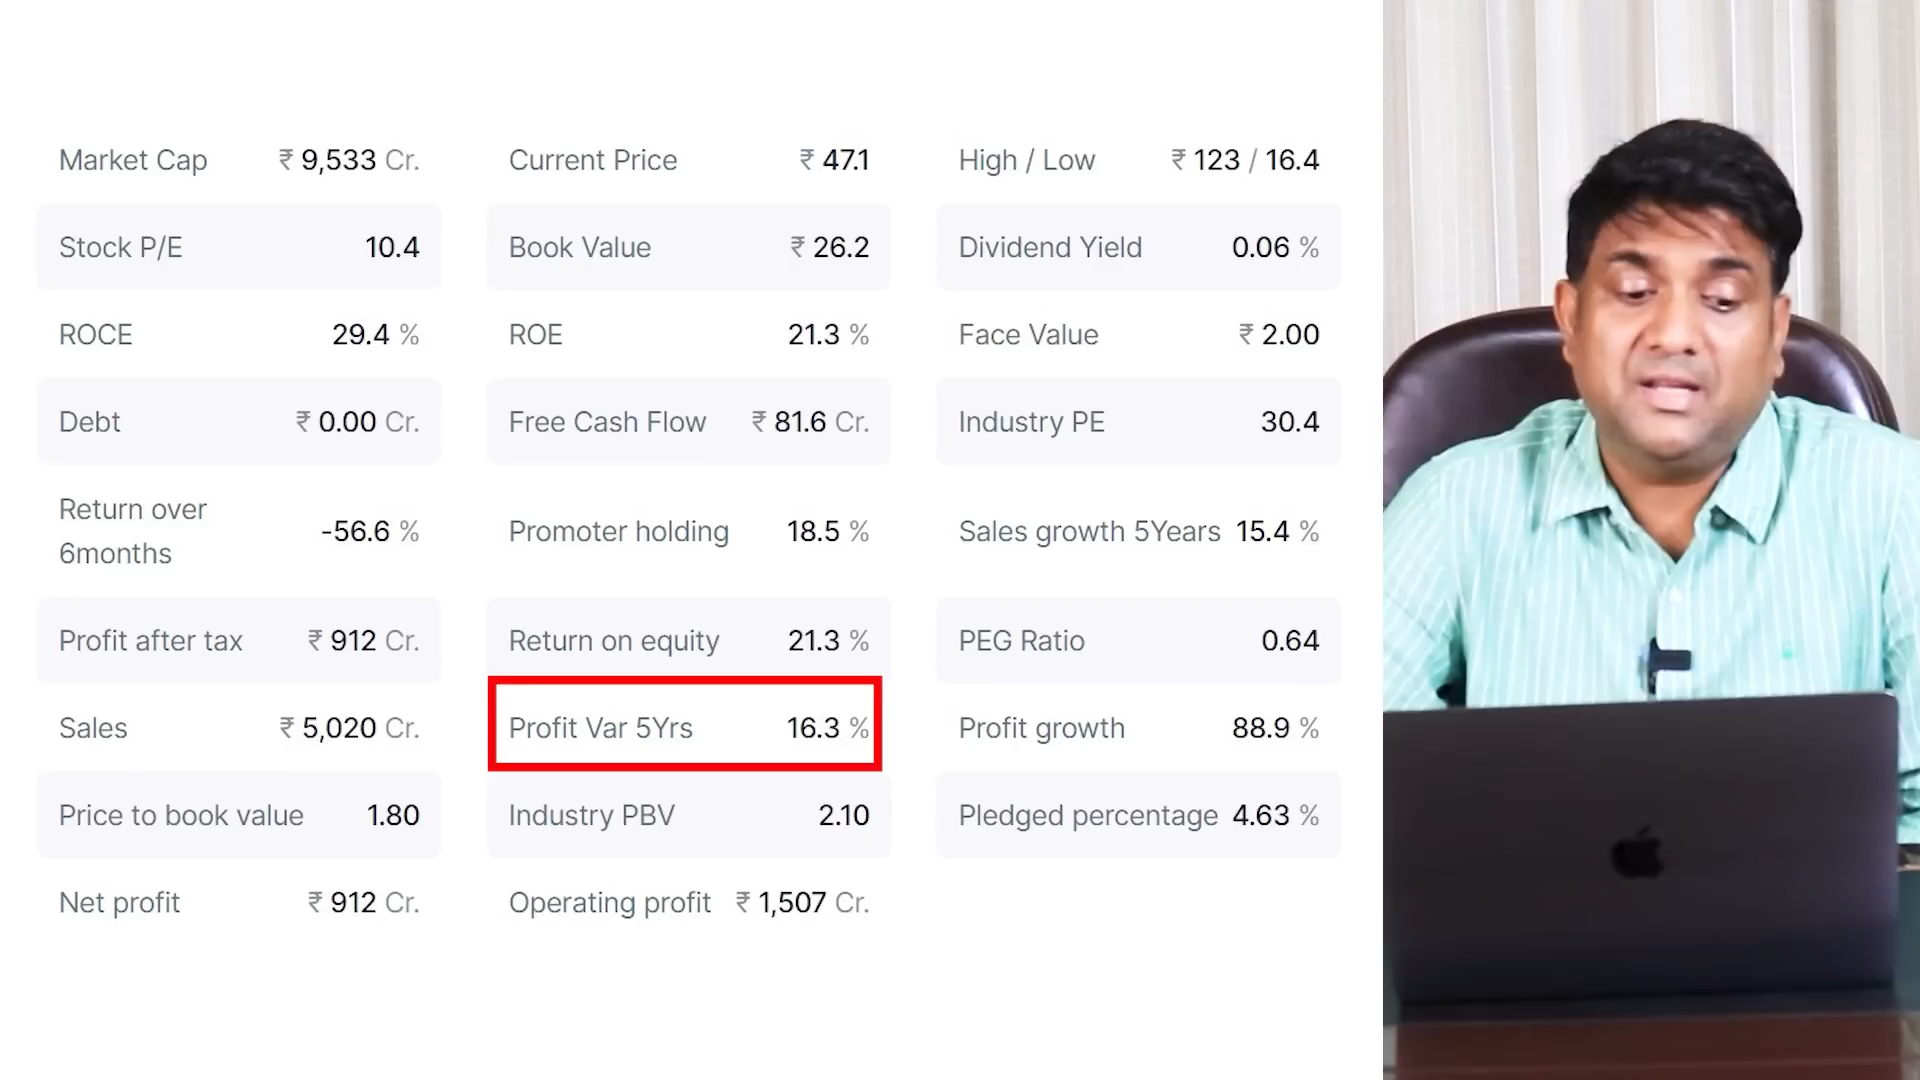 Market Cap ₹ 9,533 Cr.
Current Price ₹ 47.1
High / Low ₹ 123 / 16.4
Stock P/E 10.4
Book Value ₹ 26.2
Dividend Yield 0.06 %
ROCE 29.4 %
ROE 21.3 %
Face Value ₹ 2.00
Debt ₹ 0.00 Cr.
Free Cash Flow ₹ 81.6 Cr.
Industry PE 30.4
Return over
6months -56.6 %
Promoter holding 18.5 %
Sales growth 5Years 15.4 %
Profit after tax ₹ 912 Cr.
Return on equity 21.3 %
PEG Ratio 0.64
Sales ₹ 5,020 Cr.
Profit Var 5Yrs 16.3 %
Profit growth 88.9 %
Price to book value 1.80
Industry PBV 2.10
Pledged percentage 4.63 %
Net profit ₹ 912 Cr.
Operating profit ₹ 1,507 Cr.